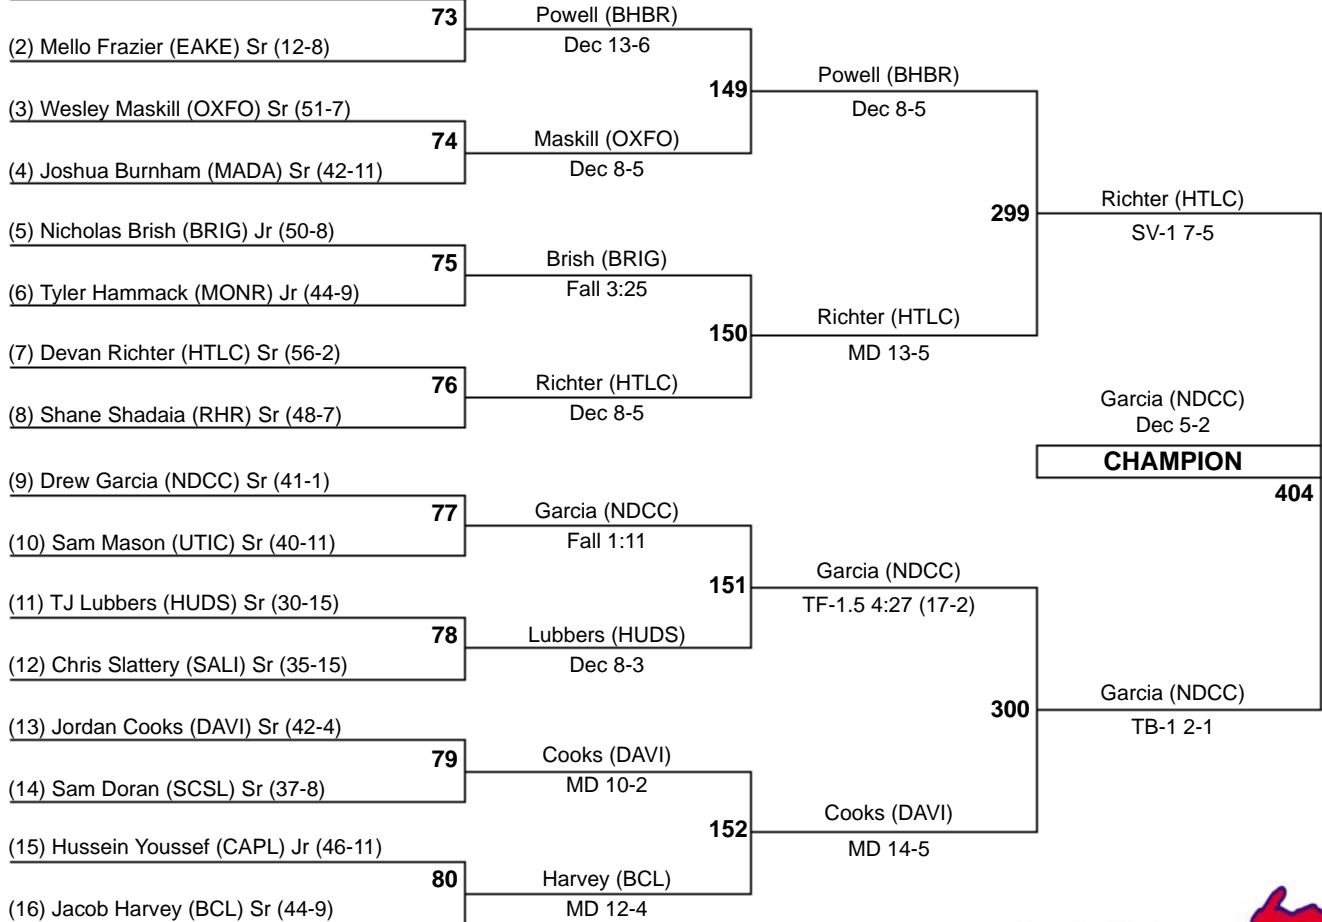 73
(2) Mello Frazier (EAKE) Sr (12-8)
Powell (BHBR)
Dec 13-6
149
(3) Wesley Maskill (OXFO) Sr (51-7)
74
(4) Joshua Burnham (MADA) Sr (42-11)
Maskill (OXFO)
Dec 8-5
Powell (BHBR)
Dec 8-5
299
(5) Nicholas Brish (BRIG) Jr (50-8)
75
(6) Tyler Hammack (MONR) Jr (44-9)
Brish (BRIG)
Fall 3:25
150
(7) Devan Richter (HTLC) Sr (56-2)
76
(8) Shane Shadaia (RHR) Sr (48-7)
Richter (HTLC)
Dec 8-5
Richter (HTLC)
MD 13-5
Richter (HTLC)
SV-1 7-5
Garcia (NDCC)
Dec 5-2
CHAMPION
404
(9) Drew Garcia (NDCC) Sr (41-1)
77
(10) Sam Mason (UTIC) Sr (40-11)
Garcia (NDCC)
Fall 1:11
151
(11) TJ Lubbers (HUDS) Sr (30-15)
78
(12) Chris Slattery (SALI) Sr (35-15)
Lubbers (HUDS)
Dec 8-3
Garcia (NDCC)
TF-1.5 4:27 (17-2)
300
Garcia (NDCC)
TB-1 2-1
(13) Jordan Cooks (DAVI) Sr (42-4)
79
(14) Sam Doran (SCSL) Sr (37-8)
Cooks (DAVI)
MD 10-2
152
Cooks (DAVI)
MD 14-5
(15) Hussein Youssef (CAPL) Jr (46-11)
80
(16) Jacob Harvey (BCL) Sr (44-9)
Harvey (BCL)
MD 12-4